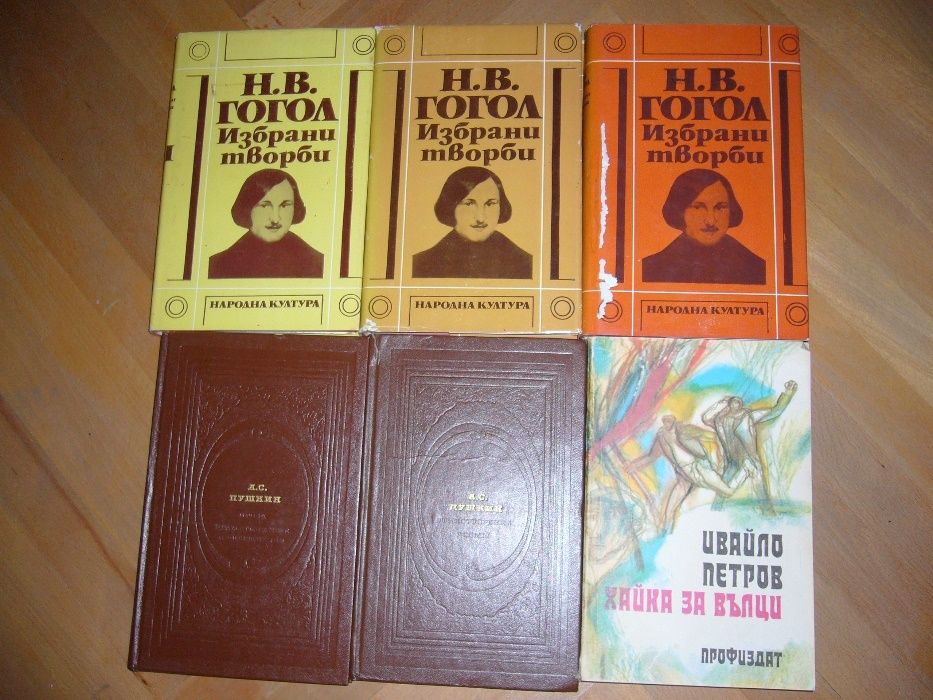 Н.В.
ГОГОЛ
Избрани
творби
НАРОДНА КУЛТУРА
Н.В.
ГОГОЛ
Избрани
творби
НАРОДНА КУЛТУРА
Н.В.
ГОГОЛ
Избрани
творби
НАРОДНА КУЛТУРА
А.С.
ПУШКИН
А.С.
ПУШКИН
ИВАЙЛО
ПЕТРОВ
ХАЙКА ЗА ВЪЛЦИ
ПРОФИЗДАТ